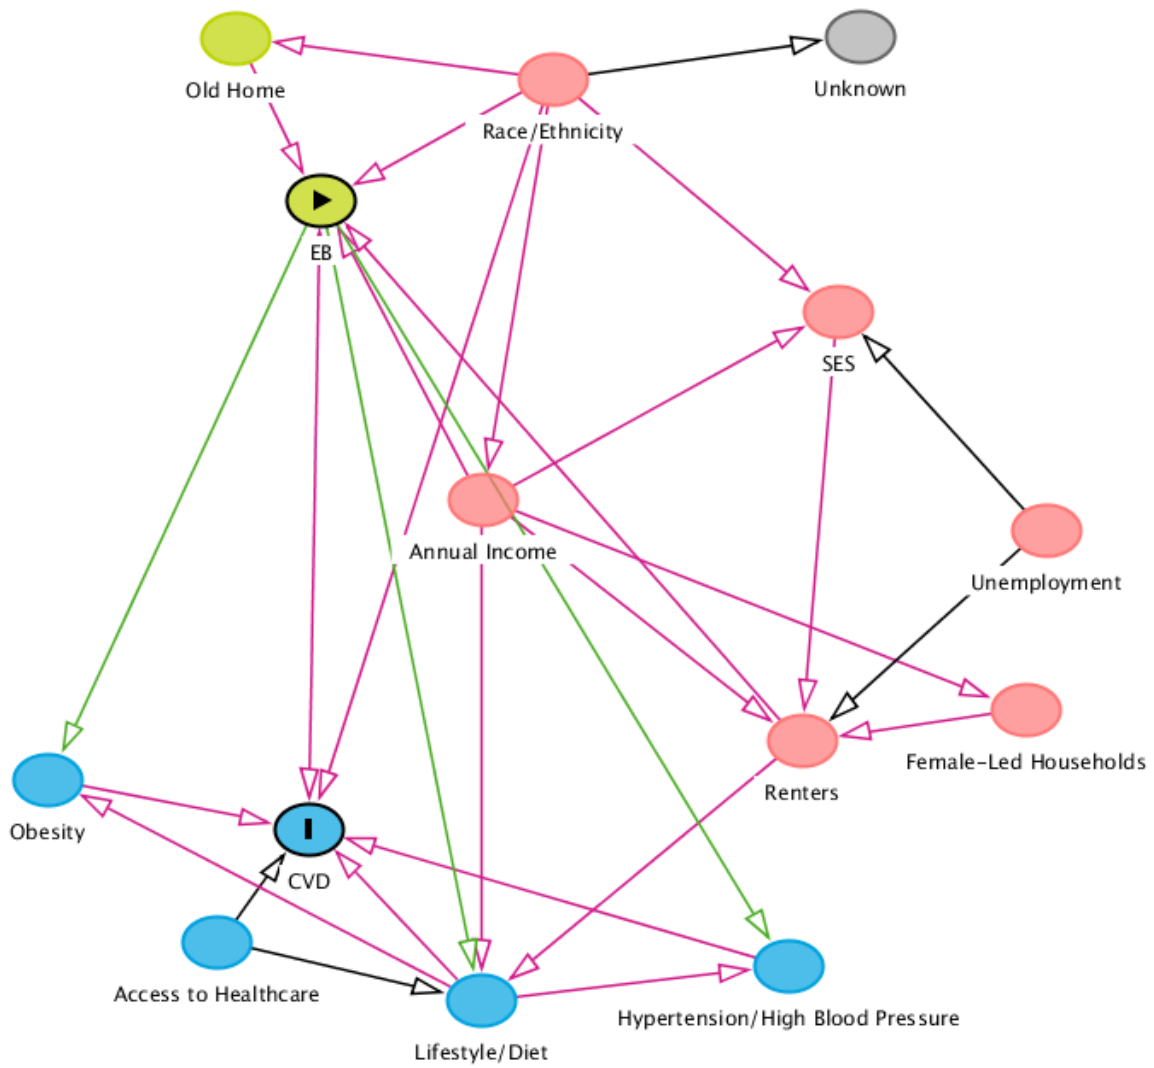 Old Home
Unknown
Race/Ethnicity
EB
SES
Annual Income
Unemployment
Female-Led Households
Renters
Obesity
CVD
Access to Healthcare
Hypertension/High Blood Pressure
Lifestyle/Diet